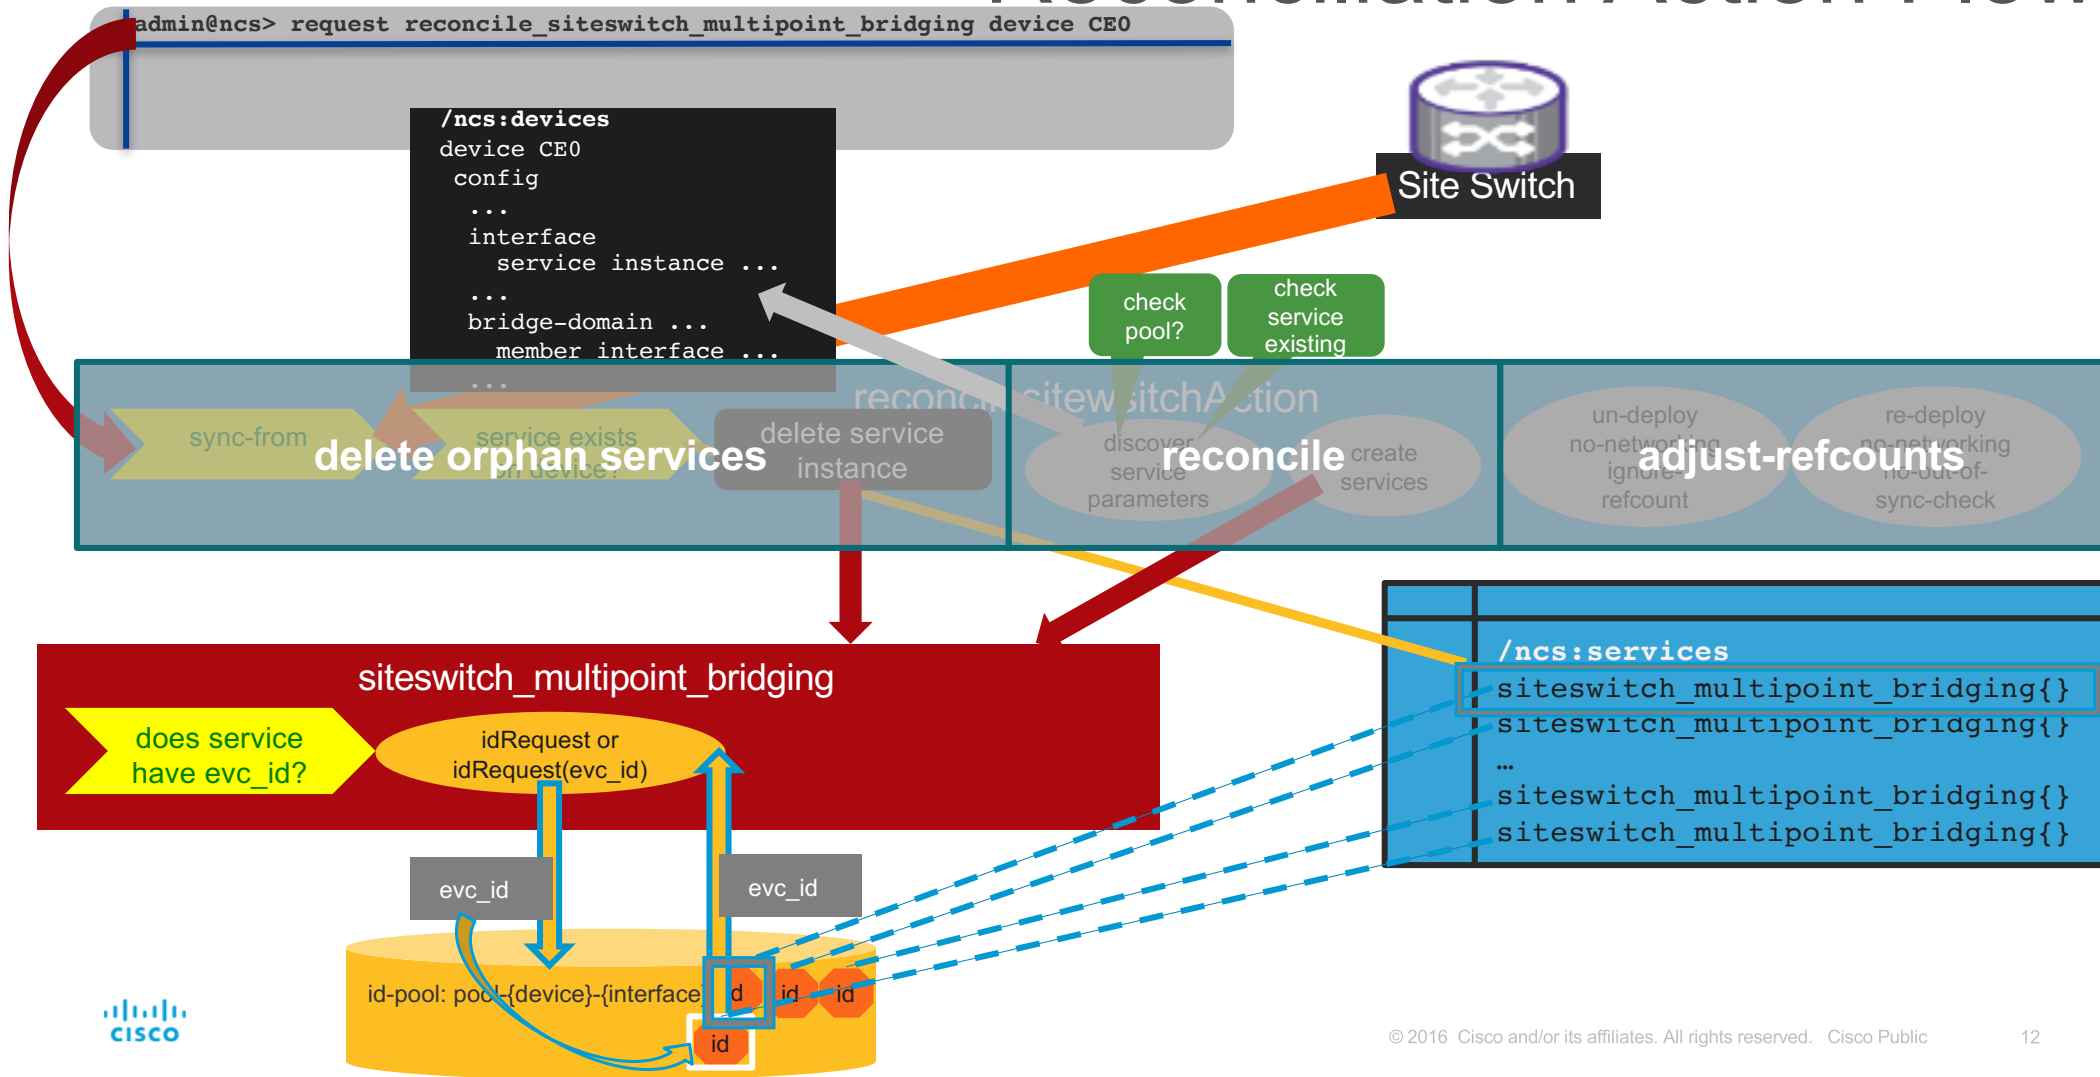 Reconciliation Action Flow
admin@ncs> request reconcile_siteswitch_multipoint_bridging device CE0
/ncs:devices
device CE0
config
...
interface
service instance ...
...
bridge-domain ...
member interface ...
...
Site Switch
check
pool?
check
service
existing
sync-from
service exists
on device?
delete service
instance
delete orphan services
discover
service
parameters
create
services
reconcile
un-deploy
no-networking
ignore-
refcount
re-deploy
no-networking
no-out-of-
sync-check
adjust-refcounts
siteswitch_multipoint_bridging
does service
have evc_id?
idRequest or
idRequest(evc_id)
evc_id
evc_id
id-pool: pool-{device}-{interface}
id
id
id
id
/ncs:services
siteswitch_multipoint_bridging{}
siteswitch_multipoint_bridging{}
…
siteswitch_multipoint_bridging{}
siteswitch_multipoint_bridging{}
CISCO
© 2016 Cisco and/or its affiliates. All rights reserved. Cisco Public
12